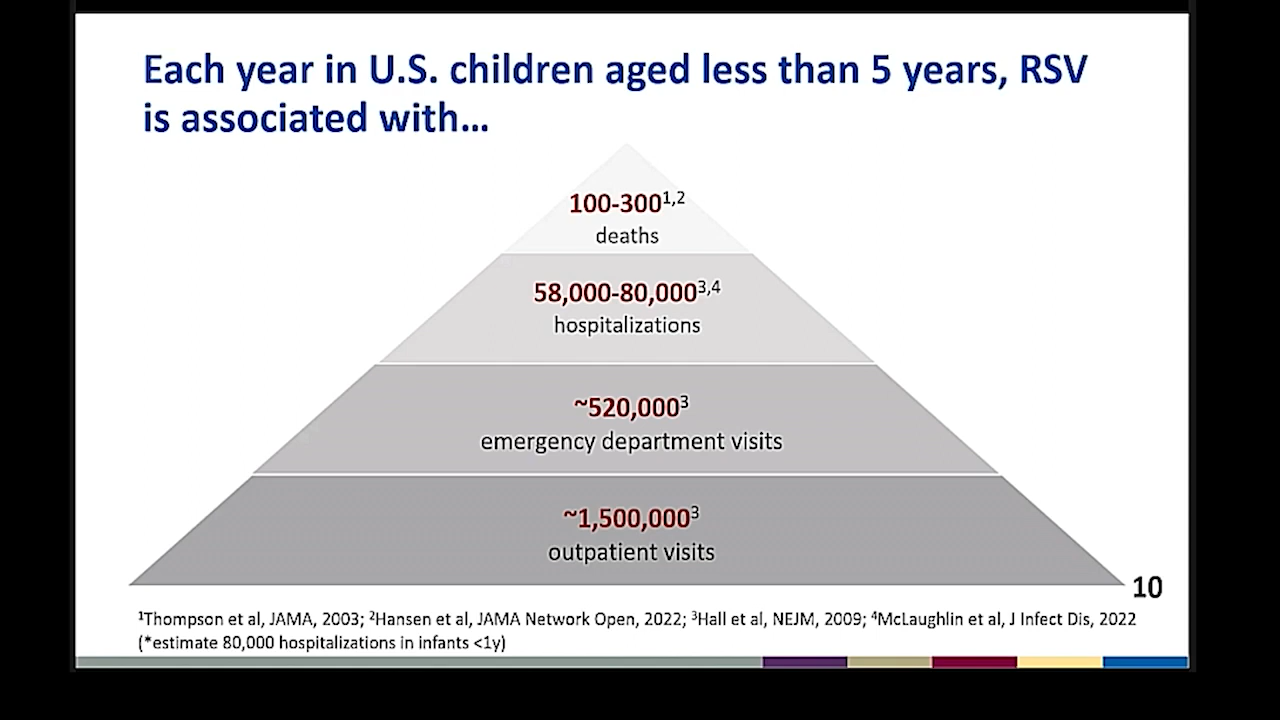 Each year in U.S. children aged less than 5 years, RSV
is associated with…
100-300¹,²
deaths
58,000-80,000³,⁴
hospitalizations
~520,000³
emergency department visits
~1,500,000³
outpatient visits
10
¹Thompson et al, JAMA, 2003; ²Hansen et al, JAMA Network Open, 2022; ³Hall et al, NEJM, 2009; ⁴McLaughlin et al, J Infect Dis, 2022
(*estimate 80,000 hospitalizations in infants <1y)